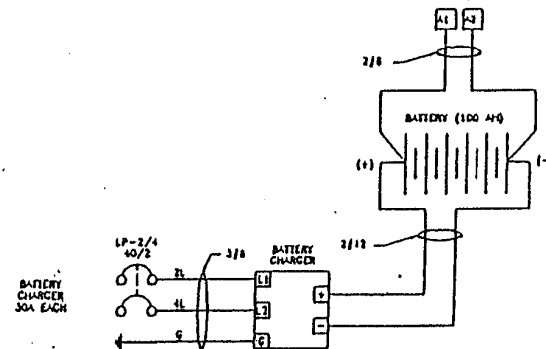 A1 A2
2/8
BATTERY (100 AH)
(+)
(-
2/12
LP-2/4
40/2
3/8
BATTERY
CHARGER
BATTERY
CHARGER
30A EACH
2L
L1
+
4L
L2
-
G
G